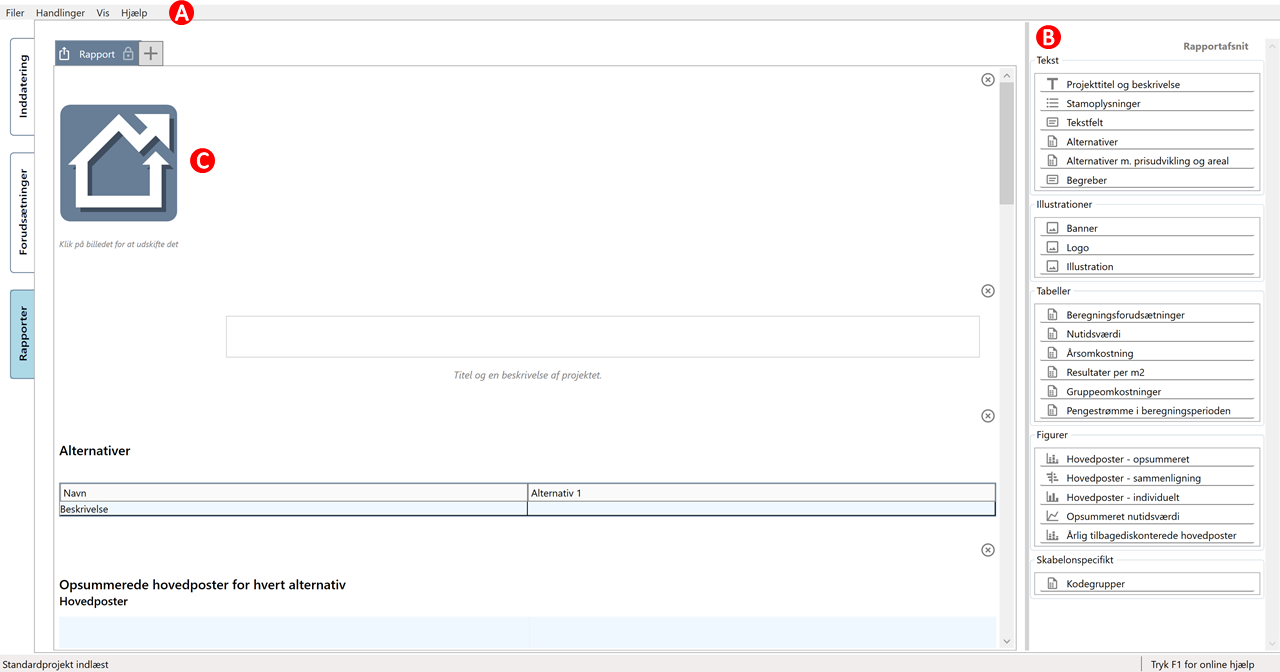 Filer Handlinger Vis Hjælp A
Inddatering
Forudsætninger
Rapporter
Rapport
C
Klik på billedet for at udskifte det
Titel og en beskrivelse af projektet.
Alternativer
Navn Alternativ 1
Beskrivelse
Opsummerede hovedposter for hvert alternativ
Hovedposter
B
Rapportafsnit
Tekst
Projekttitel og beskrivelse
Stamoplysninger
Tekstfelt
Alternativer
Alternativer m. prisudvikling og areal
Begreber
Illustrationer
Banner
Logo
Illustration
Tabeller
Beregningsforudsætninger
Nutidsværdi
Årsomkostning
Resultater per m2
Gruppeomkostninger
Pengestrømme i beregningsperioden
Figurer
Hovedposter - opsummeret
Hovedposter - sammenligning
Hovedposter - individuelt
Opsummeret nutidsværdi
Årlig tilbagediskonterede hovedposter
Skabelonspecifikt
Kodegrupper
Standardprojekt indlæst
Tryk F1 for online hjælp